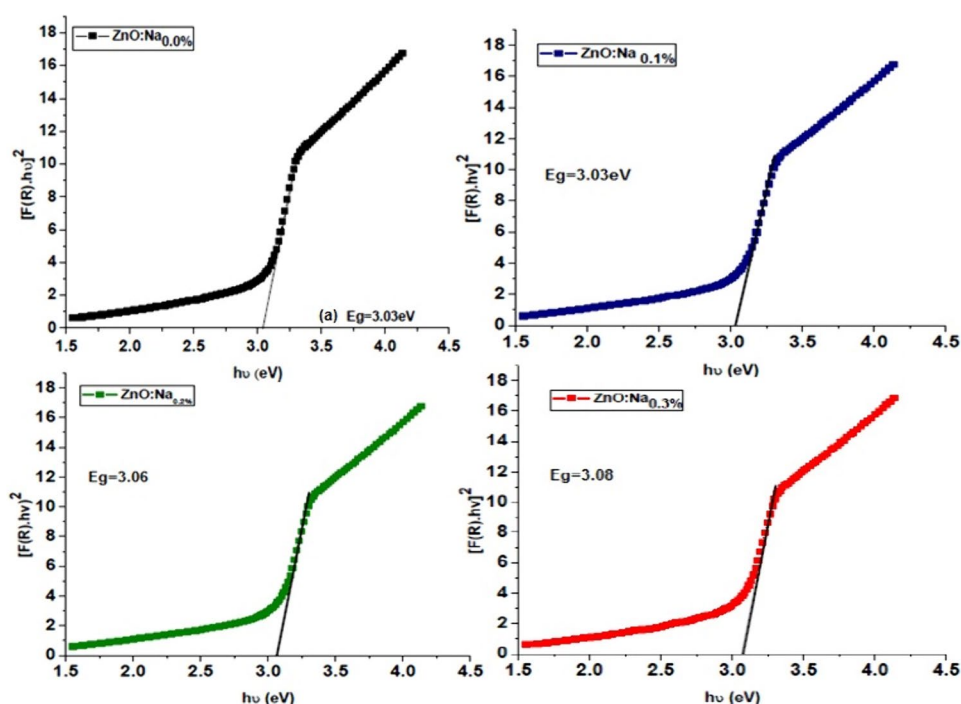 ZnO:Na0.0%
[F(R).hυ]2
18
16
14
12
10
8
6
4
2
0
(a) Eg=3.03eV
1.5 2.0 2.5 3.0 3.5 4.0 4.5
hυ (eV)
ZnO:Na 0.1%
[F(R).hv]2
18
16
14
12
10
8
6
4
2
0
Eg=3.03eV
1.5 2.0 2.5 3.0 3.5 4.0 4.5
hυ (eV)
ZnO:Na0.2%
[F(R).hv)2
18
16
14
12
10
8
6
4
2
0
Eg=3.06
1.5 2.0 2.5 3.0 3.5 4.0 4.5
hυ (eV)
ZnO:Na0.3%
[F(R).hv]2
18
16
14
12
10
8
6
4
2
0
Eg=3.08
1.5 2.0 2.5 3.0 3.5 4.0 4.5
hυ (eV)